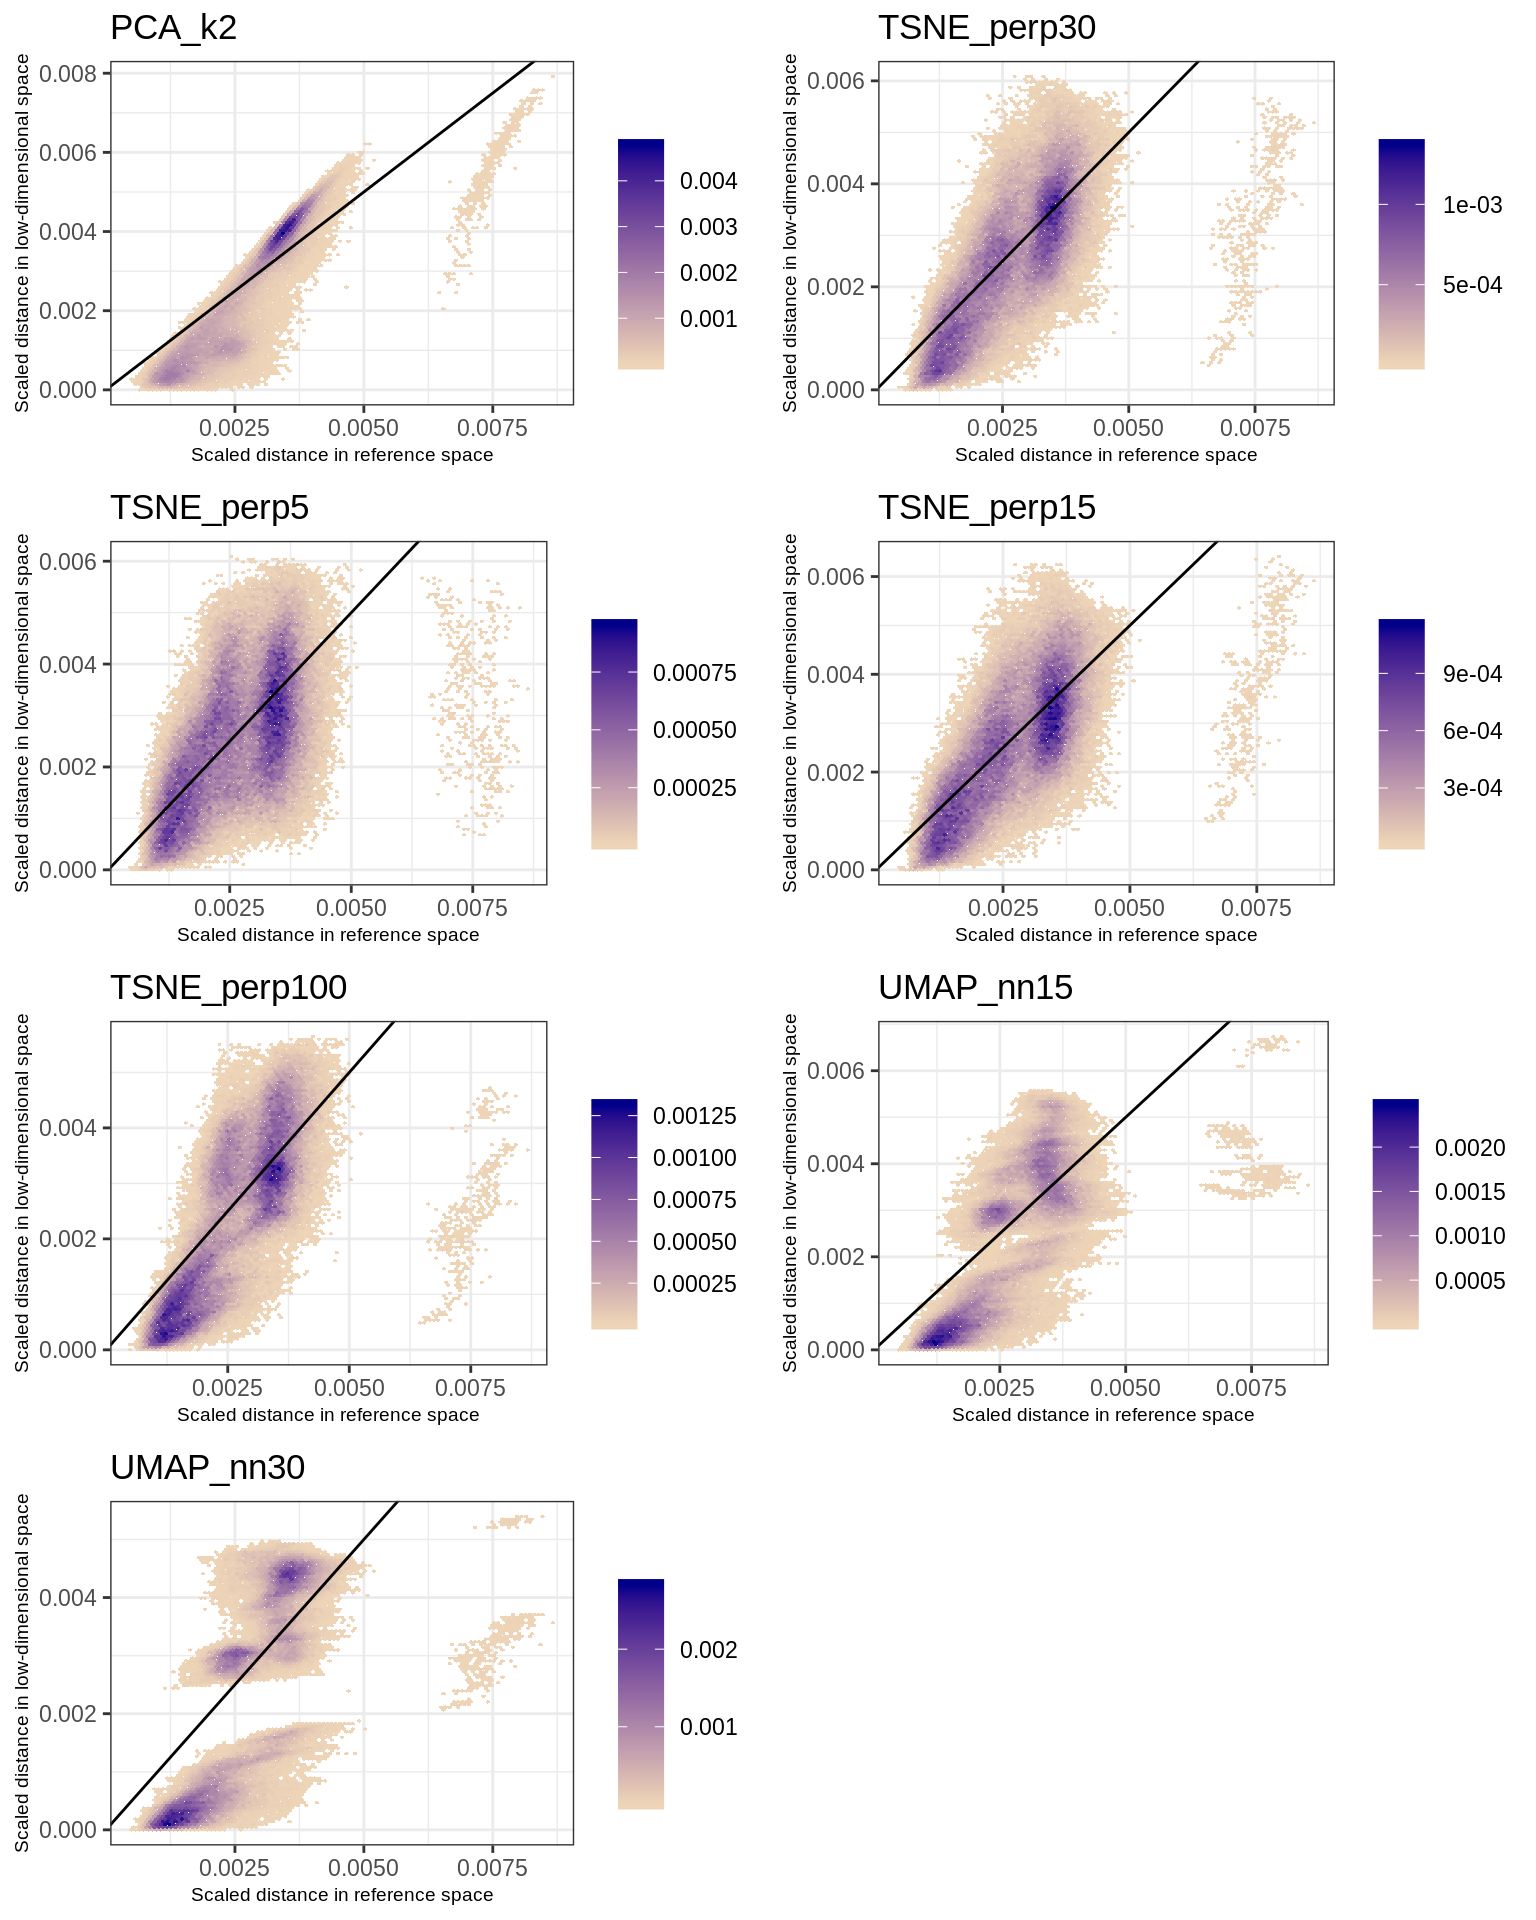 PCA_k2
Scaled distance in low-dimensional space
0.008
0.006
0.004
0.002
0.000
0.0025 0.0050 0.0075
Scaled distance in reference space
0.004
0.003
0.002
0.001
TSNE_perp30
Scaled distance in low-dimensional space
0.006
0.004
0.002
0.000
0.0025 0.0050 0.0075
Scaled distance in reference space
1e-03
5e-04
TSNE_perp5
Scaled distance in low-dimensional space
0.006
0.004
0.002
0.000
0.0025 0.0050 0.0075
Scaled distance in reference space
0.00075
0.00050
0.00025
TSNE_perp15
Scaled distance in low-dimensional space
0.006
0.004
0.002
0.000
0.0025 0.0050 0.0075
Scaled distance in reference space
9e-04
6e-04
3e-04
TSNE_perp100
Scaled distance in low-dimensional space
0.004
0.002
0.000
0.0025 0.0050 0.0075
Scaled distance in reference space
0.00125
0.00100
0.00075
0.00050
0.00025
UMAP_nn15
Scaled distance in low-dimensional space
0.006
0.004
0.002
0.000
0.0025 0.0050 0.0075
Scaled distance in reference space
0.0020
0.0015
0.0010
0.0005
UMAP_nn30
Scaled distance in low-dimensional space
0.004
0.002
0.000
0.0025 0.0050 0.0075
Scaled distance in reference space
0.002
0.001